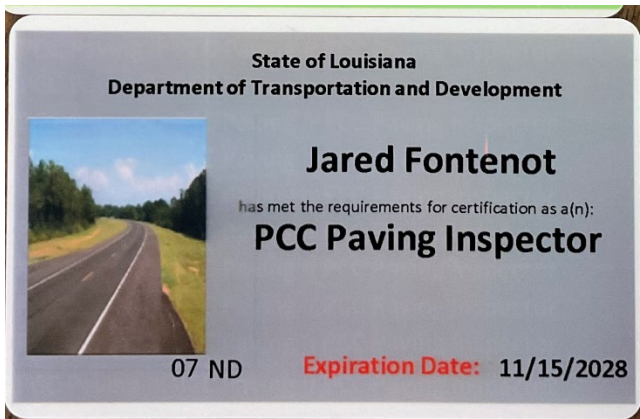 State of Louisiana
Department of Transportation and Development
Jared Fontenot
has met the requirements for certification as a(n):
PCC Paving Inspector
07 ND
Expiration Date: 11/15/2028